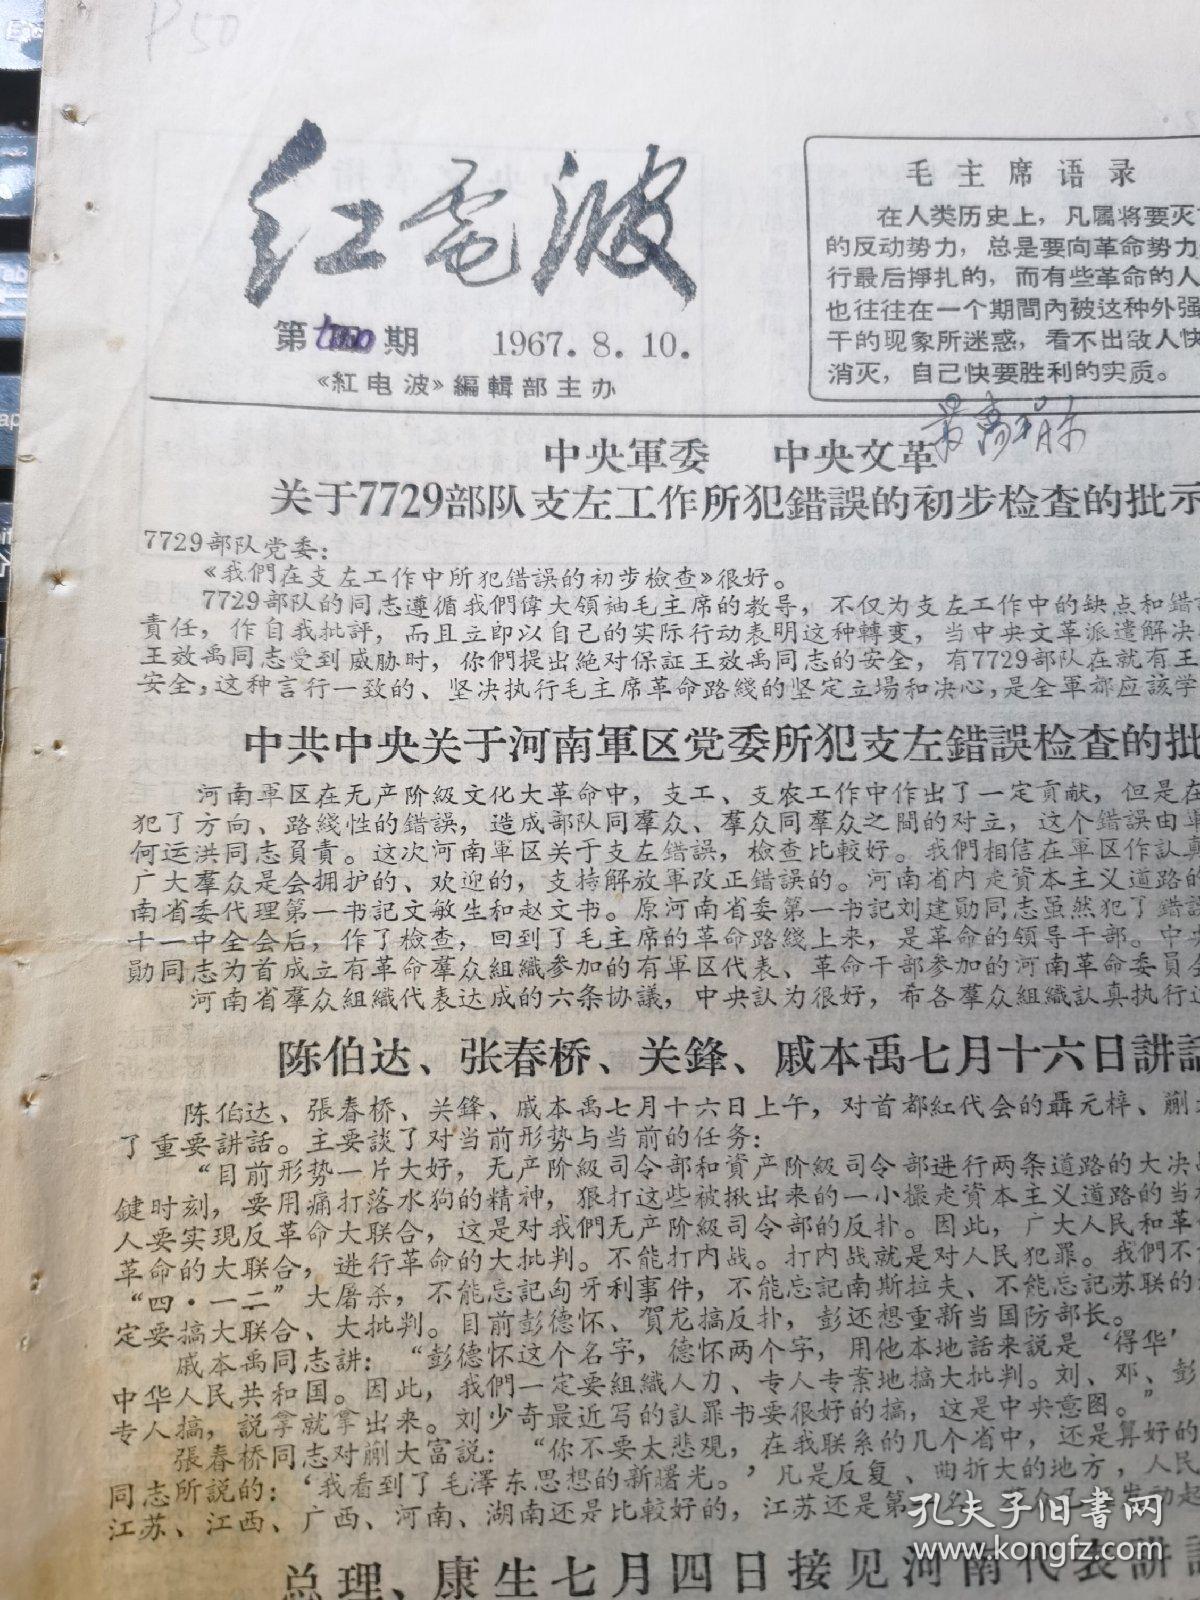 P50
红電波
第 期 1967.8.10.
《紅电波》編輯部主办
毛主席语录
在人类历史上，凡属将要灭
的反动势力，总是要向革命势力
行最后掙扎的，而有些革命的人
也往往在一个期間內被这种外强
干的现象所迷惑，看不出敌人快
消灭，自己快要胜利的实质。
中央軍委 中央文革
关于7729部队支左工作所犯錯誤的初步检查的批示
7729部队党委：
《我們在支左工作中所犯錯誤的初步檢查》很好。
7729部队的同志遵循我們偉大領袖毛主席的教导，不仅为支左工作中的缺点和錯
責任，作自我批評，而且立即以自己的实际行动表明这种轉变，当中央文革派遣解决
王效禹同志受到威胁时，你們提出絕对保証王效禹同志的安全，有7729部队在就有王
安全，这种言行一致的、坚决执行毛主席革命路綫的坚定立場和决心，是全軍都应該学
中共中央关于河南軍区党委所犯支左錯誤检查的批
河南軍区在无产阶級文化大革命中，支工、支农工作中作出了一定貢献，但是在
犯了方向、路綫性的錯誤，造成部队同羣众、羣众同羣众之間的对立，这个錯誤由軍
何运洪同志負責。这次河南軍区关于支左錯誤，檢查比較好。我們相信在軍区作認真
广大羣众是会拥护的、欢迎的，支持解放軍改正錯誤的。河南省內走資本主义道路的
南省委代理第一书記文敏生和赵文书。原河南省委第一书記刘建勋同志虽然犯了錯誤
十一中全会后，作了檢查，回到了毛主席的革命路綫上来，是革命的領导干部。中央
勋同志为首成立有革命羣众組織参加的有軍区代表、革命干部参加的河南革命委員会
河南省羣众組織代表达成的六条协議，中央認为很好，希各羣众組織認真执行
陈伯达、张春桥、关鋒、戚本禹七月十六日讲話
陈伯达、張春桥、关鋒、戚本禹七月十六日上午，对首都紅代会的聶元梓、蒯
了重要讲話。主要談了对当前形势与当前的任务：
“目前形势一片大好，无产阶級司令部和資产阶級司令部进行两条道路的大决战
鍵时刻，要用痛打落水狗的精神，狠打这些被揪出来的一小撮走資本主义道路的当权
人要实現反革命大联合，这是对我們无产阶級司令部的反扑。因此，广大人民和革
革命的大联合，进行革命的大批判。不能打內战。打內战就是对人民犯罪。我們不
“四·一二”大屠杀，不能忘記匈牙利事件，不能忘記南斯拉夫、不能忘記苏联的
定要搞大联合、大批判。目前彭德怀、賀龙搞反扑，彭还想重新当国防部长。
戚本禹同志讲：“彭德怀这个名字，德怀两个字，用他本地話来說是‘得华’
中华人民共和国。因此，我們一定要組織人力、专人专案地搞大批判。刘、邓、彭
专人搞，說拿就拿出来。刘少奇最近写的認罪书要很好的搞，这是中央意图。”
張春桥同志对蒯大富說：“你不要太悲观，在我联系的几个省中，还是算好的
同志所說的：‘我看到了毛澤东思想的新曙光。’凡是反复、曲折大的地方，人民
江苏、江西、广西、河南、湖南还是比較好的，江苏还是第 名 发动起
总理、康生七月四日接见河南代表讲話
孔夫子旧書网
www.kongfz.com